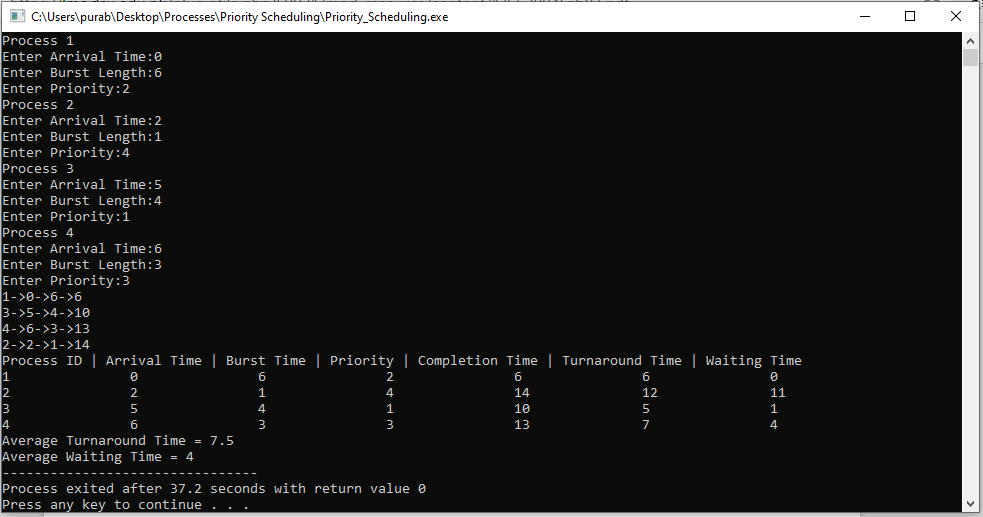 C:\Users\purab\Desktop\Processes\Priority Scheduling\Priority_Scheduling.exe
Process 1
Enter Arrival Time:0
Enter Burst Length:6
Enter Priority:2
Process 2
Enter Arrival Time:2
Enter Burst Length:1
Enter Priority:4
Process 3
Enter Arrival Time:5
Enter Burst Length:4
Enter Priority:1
Process 4
Enter Arrival Time:6
Enter Burst Length:3
Enter Priority:3
1->0->6->6
3->5->4->10
4->6->3->13
2->2->1->14
Process ID | Arrival Time | Burst Time | Priority | Completion Time | Turnaround Time | Waiting Time
1 0 6 2 6 6 0
2 2 1 4 14 12 11
3 5 4 1 10 5 1
4 6 3 3 13 7 4
Average Turnaround Time = 7.5
Average Waiting Time = 4
--------------------------------
Process exited after 37.2 seconds with return value 0
Press any key to continue . . .